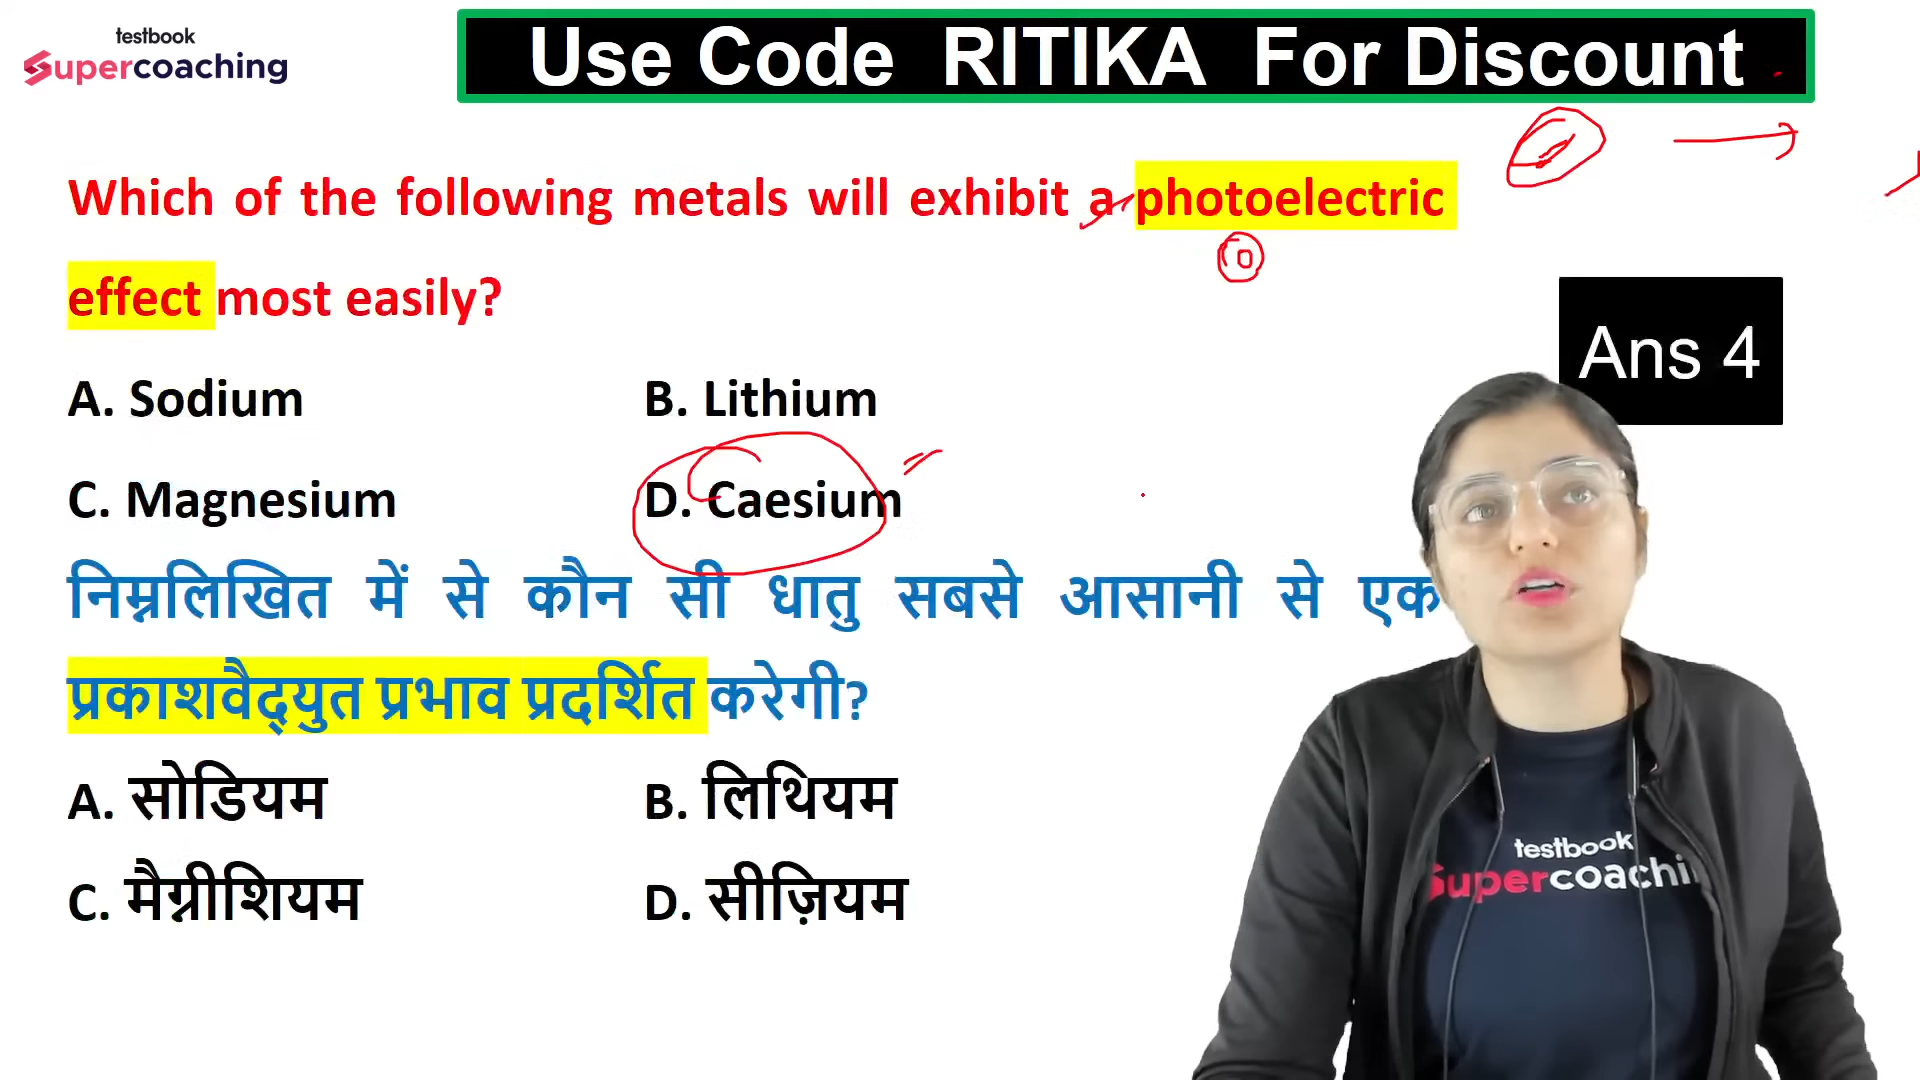 testbook
Supercoaching
Use Code RITIKA For Discount
Which of the following metals will exhibit a photoelectric
effect most easily?
Ans 4
A. Sodium B. Lithium
C. Magnesium D. Caesium
निम्नलिखित में से कौन सी धातु सबसे आसानी से एक
प्रकाशवैद्युत प्रभाव प्रदर्शित करेगी?
A. सोडियम B. लिथियम
C. मैग्नीशियम D. सीज़ियम
testbook
Supercoachi